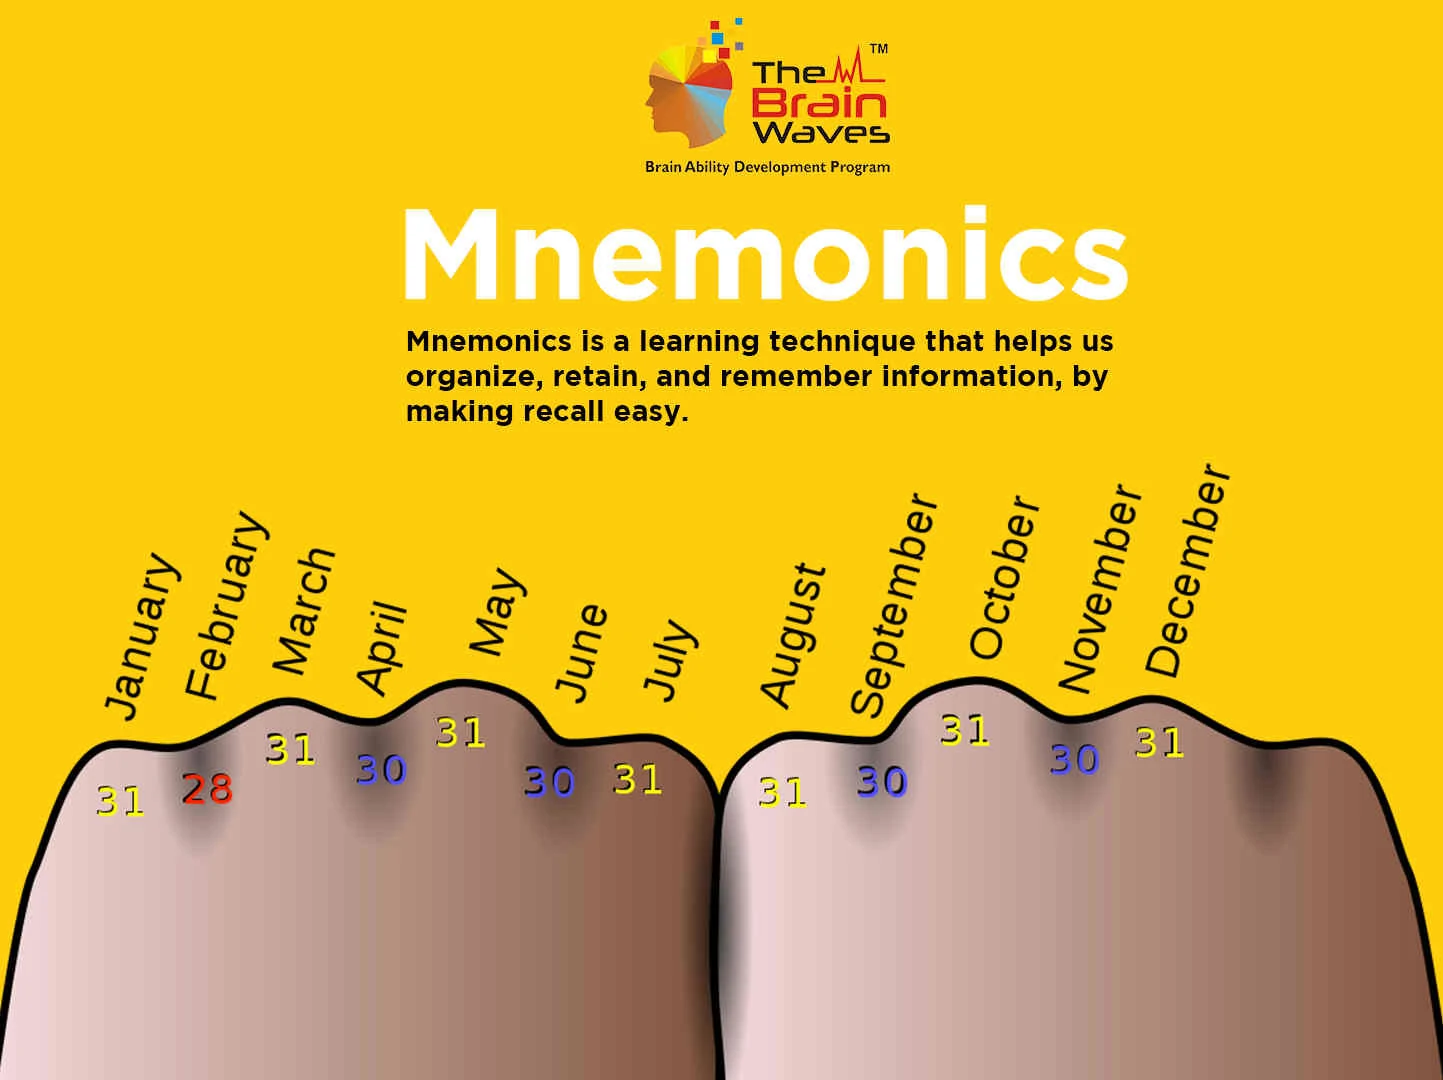 The
TM
Brain
Waves
Brain Ability Development Program
Mnemonics
Mnemonics is a learning technique that helps us
organize, retain, and remember information, by
making recall easy.
January
February
March
April
May
June
July
August
September
October
November
December
31
28
31
30
31
30
31
31
30
31
30
31